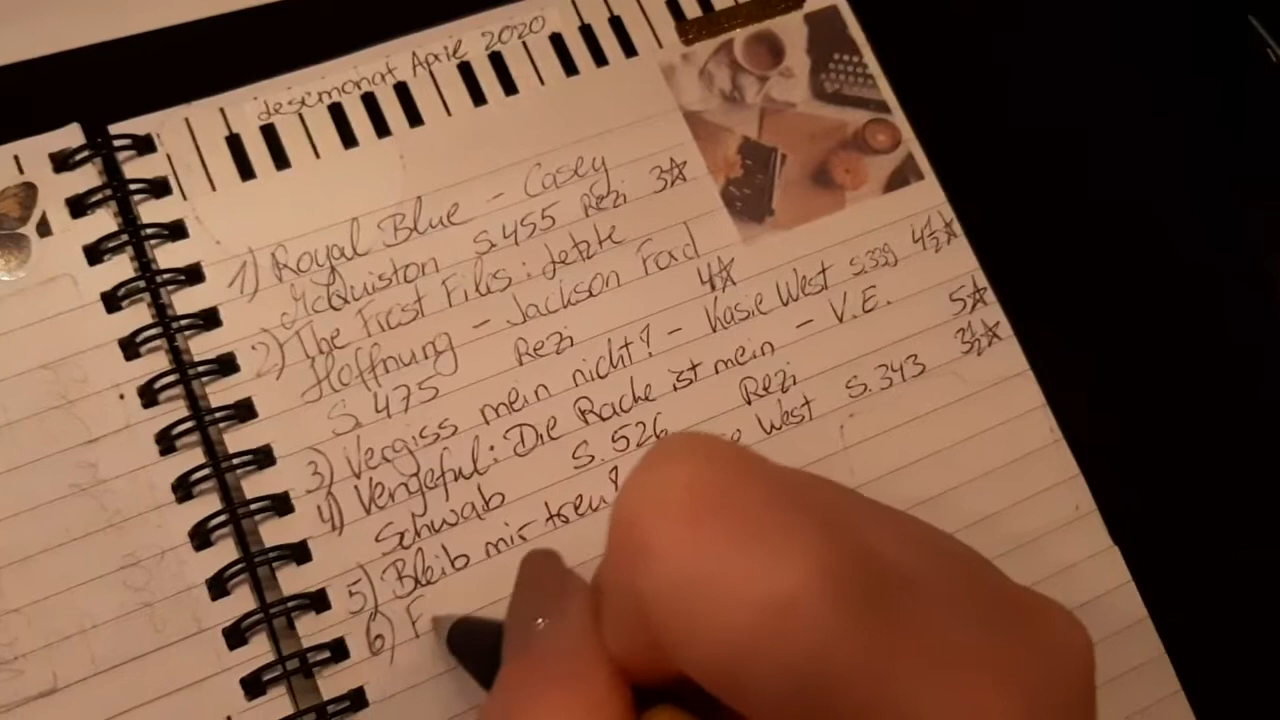 Lesemonat April 2020
1) Royal Blue - Casey
McQuiston S.455 Rezi 3☆
2) The Frost Files: Letzte
Hoffnung - Jackson Ford
S. 475 Rezi 4☆
3) Vergiss mein nicht! - Kasie West S.339 4½☆
4) Vengeful: Die Rache ist mein - V.E.
Schwab S. 526 Rezi 5☆
5) Bleib mir treu! West S.343 3½☆
6) F